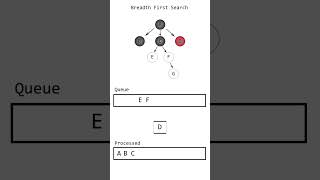 Breadth First Search
E F
G
Queue
E F
D
Processed
A B C
Queue
E